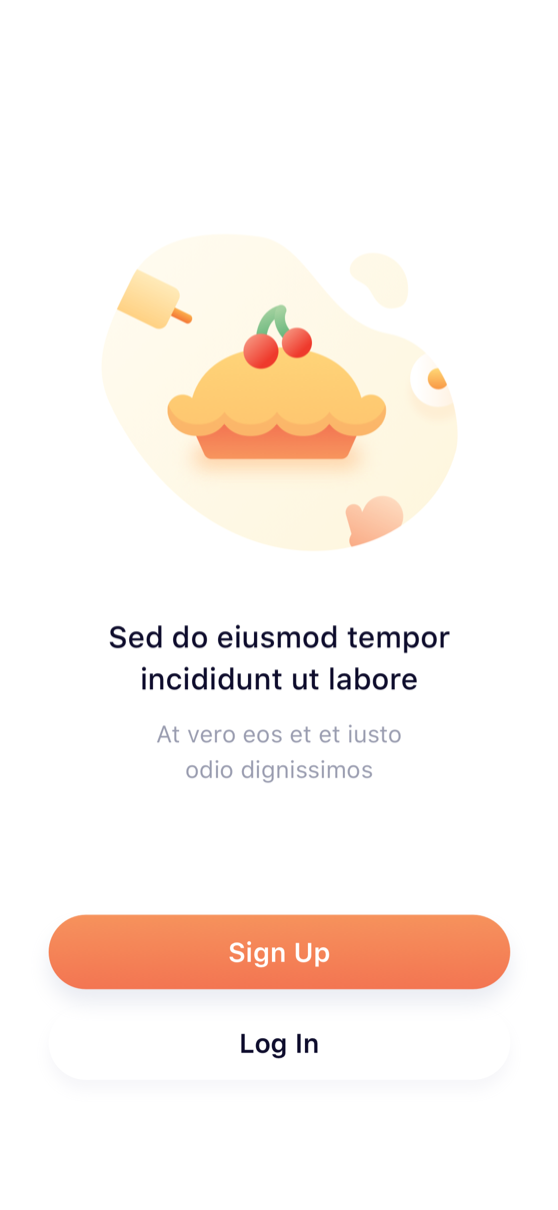 Sed do eiusmod tempor
incididunt ut labore
At vero eos et et iusto
odio dignissimos
Sign Up
Log In